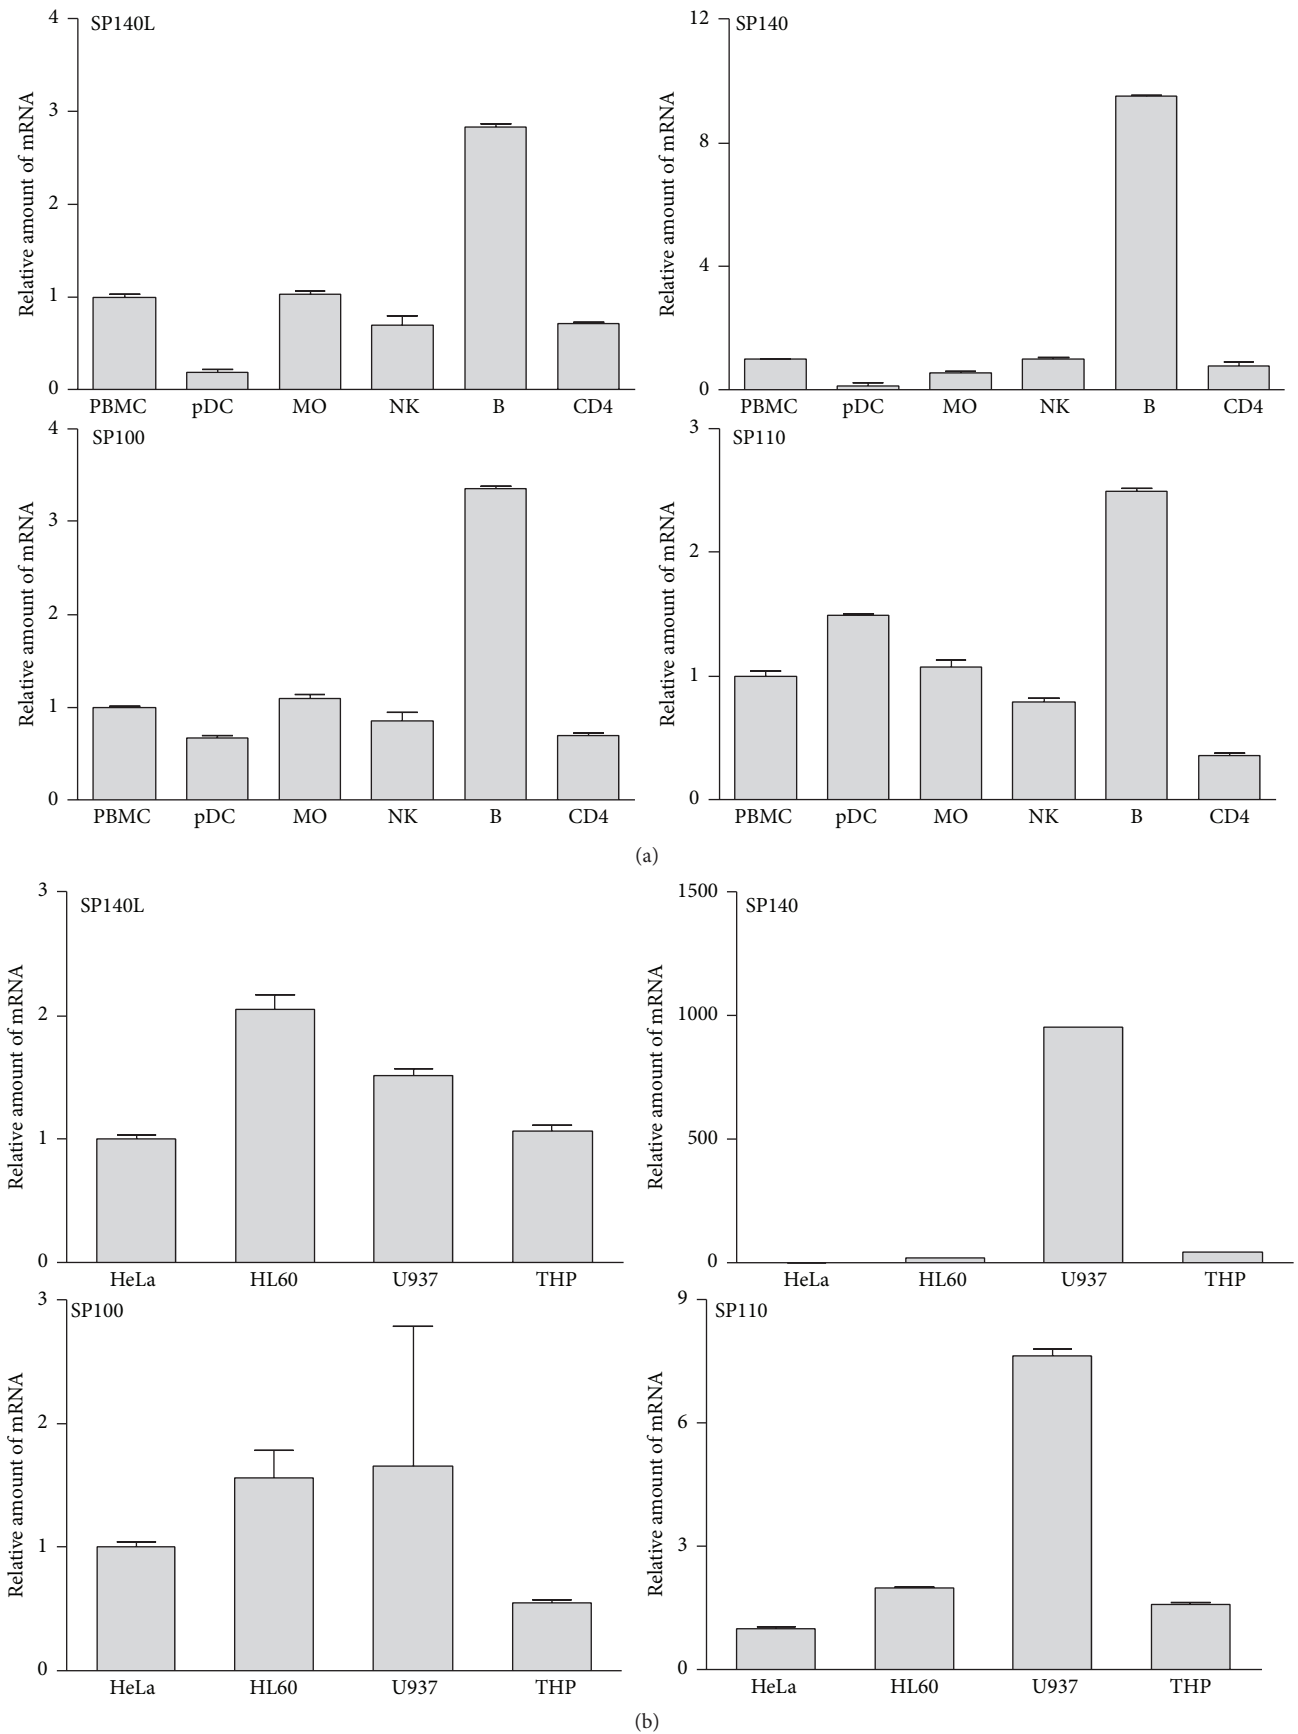 SP140L
Relative amount of mRNA
4
3
2
1
0
PBMC pDC MO NK B CD4
SP140
Relative amount of mRNA
12
8
4
0
PBMC pDC MO NK B CD4
SP100
Relative amount of mRNA
4
3
2
1
0
PBMC pDC MO NK B CD4
SP110
Relative amount of mRNA
3
2
1
0
PBMC pDC MO NK B CD4
(a)
SP140L
Relative amount of mRNA
3
2
1
0
HeLa HL60 U937 THP
SP140
Relative amount of mRNA
1500
1000
500
0
HeLa HL60 U937 THP
SP100
Relative amount of mRNA
3
2
1
0
HeLa HL60 U937 THP
SP110
Relative amount of mRNA
9
6
3
0
HeLa HL60 U937 THP
(b)